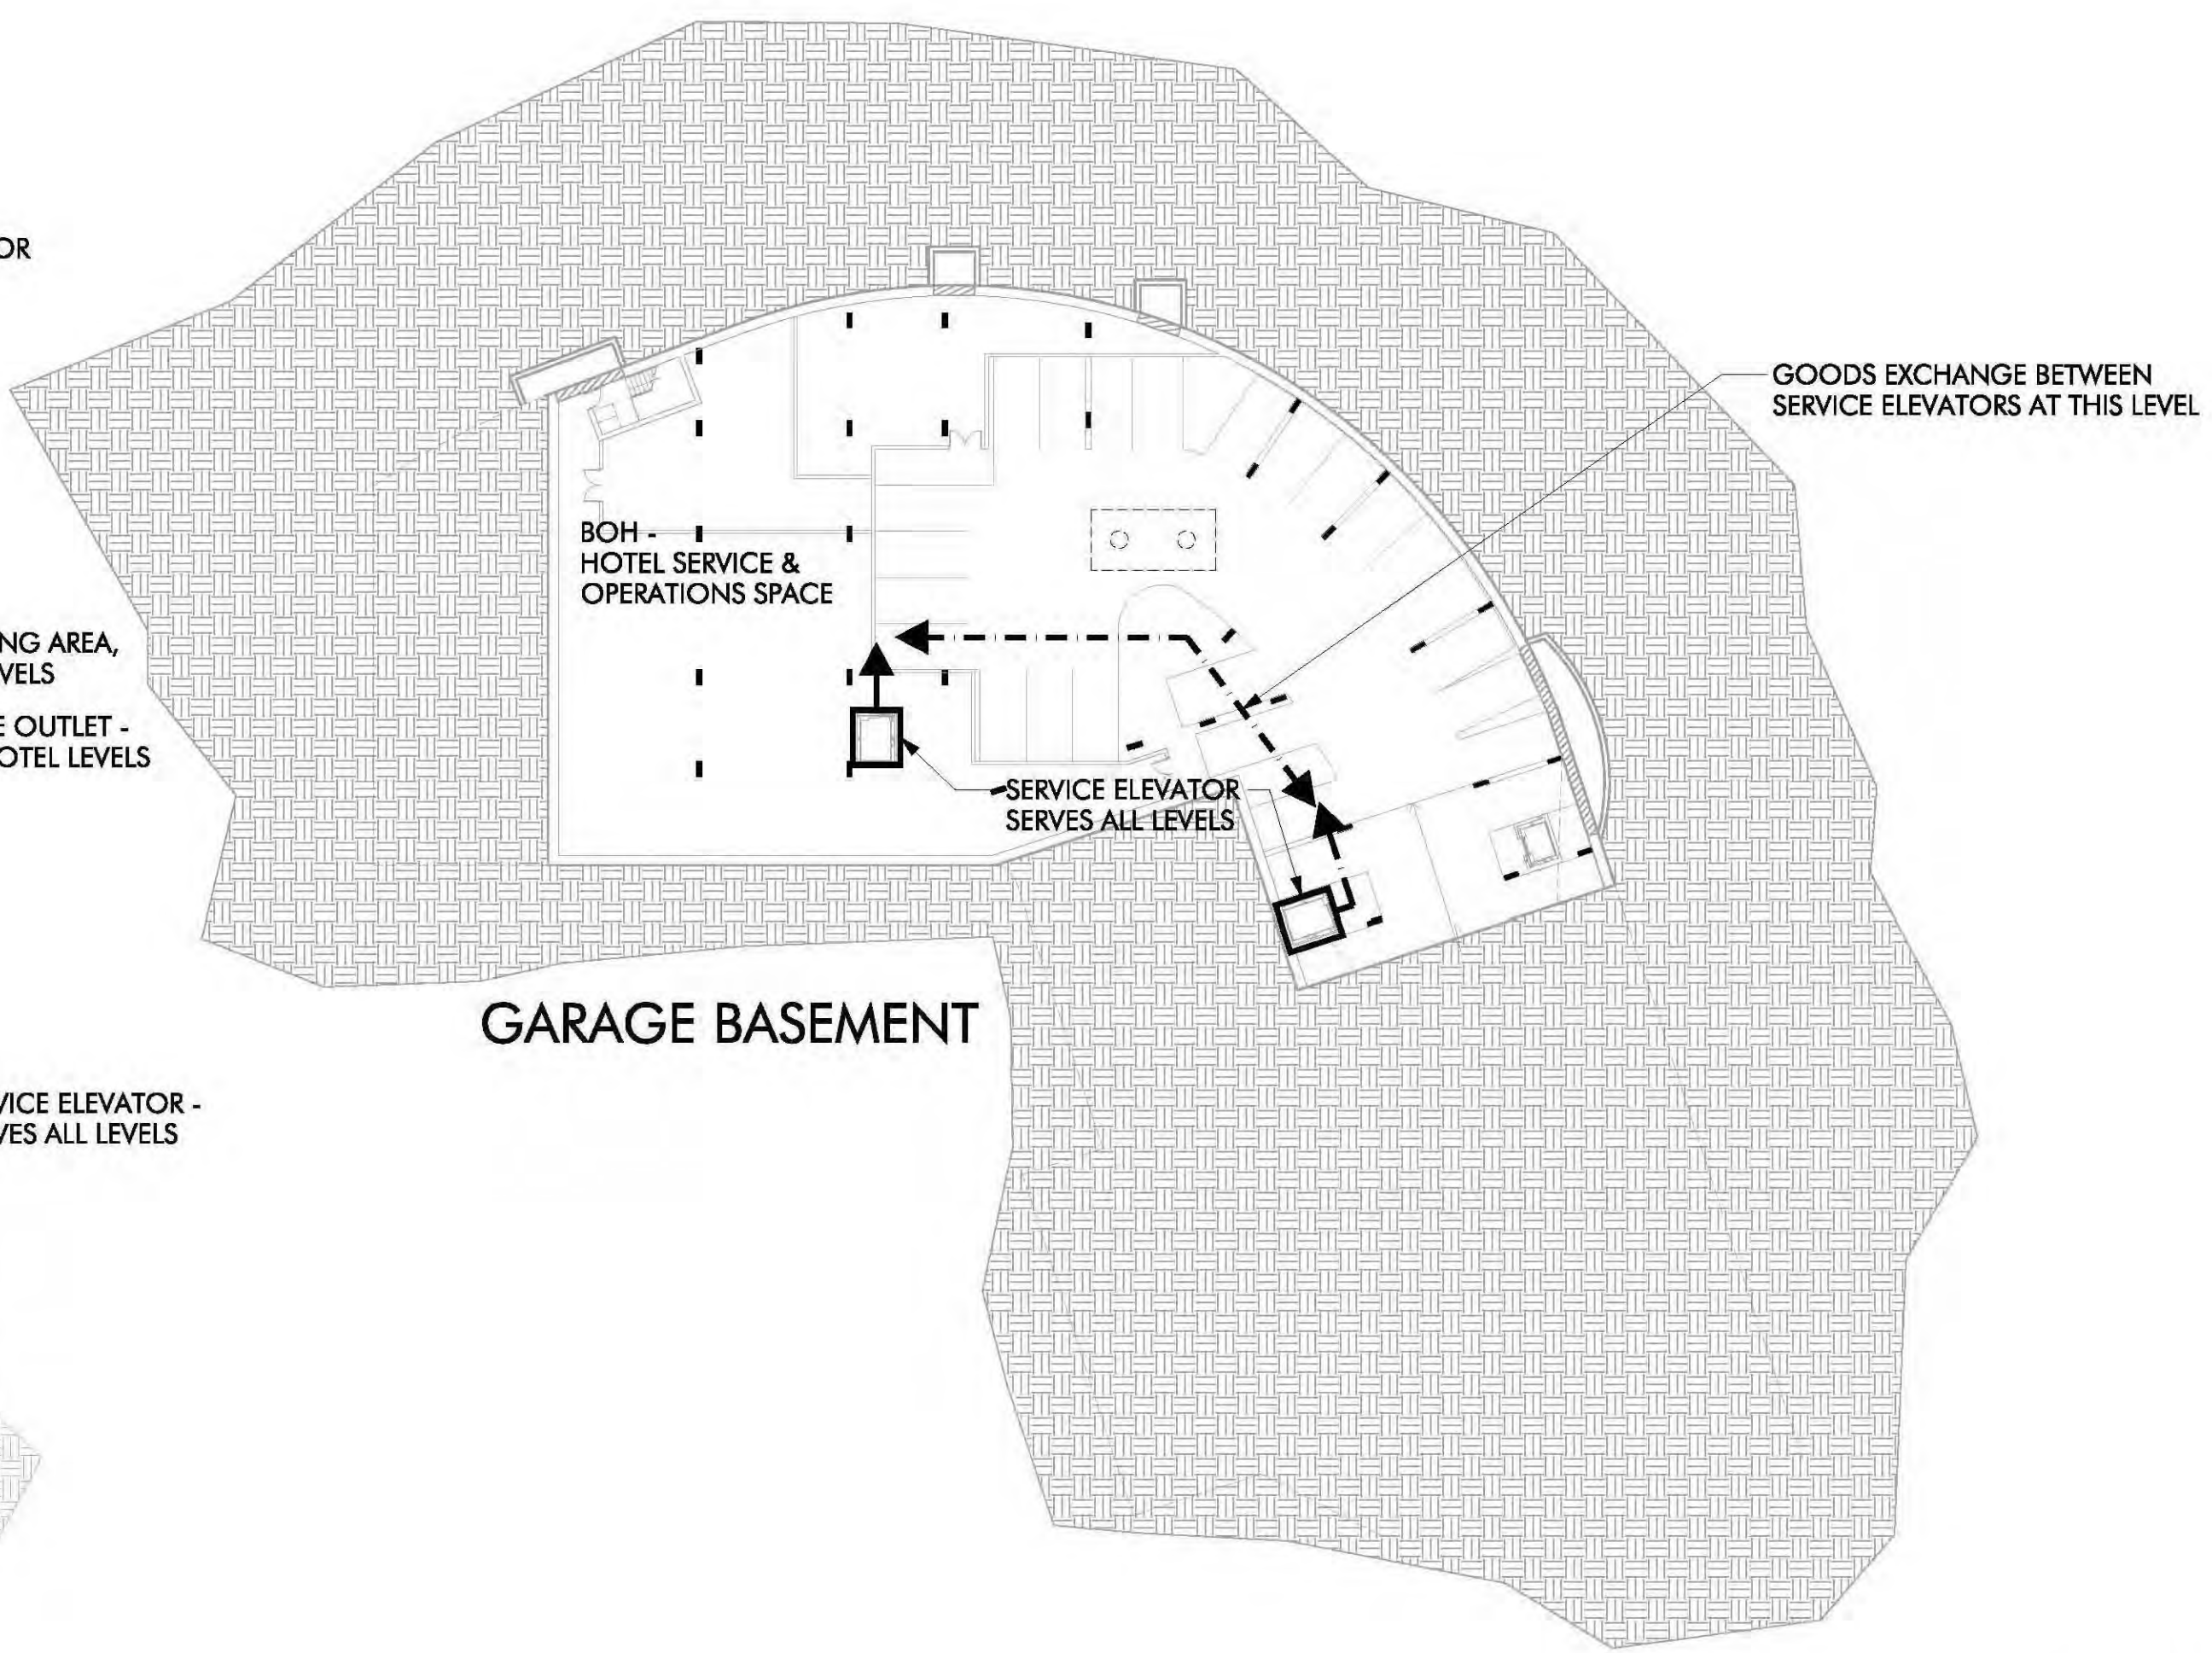 OR
GOODS EXCHANGE BETWEEN
SERVICE ELEVATORS AT THIS LEVEL
BOH -
HOTEL SERVICE &
OPERATIONS SPACE
NG AREA,
VELS
E OUTLET -
OTEL LEVELS
SERVICE ELEVATOR
SERVES ALL LEVELS
GARAGE BASEMENT
VICE ELEVATOR -
VES ALL LEVELS